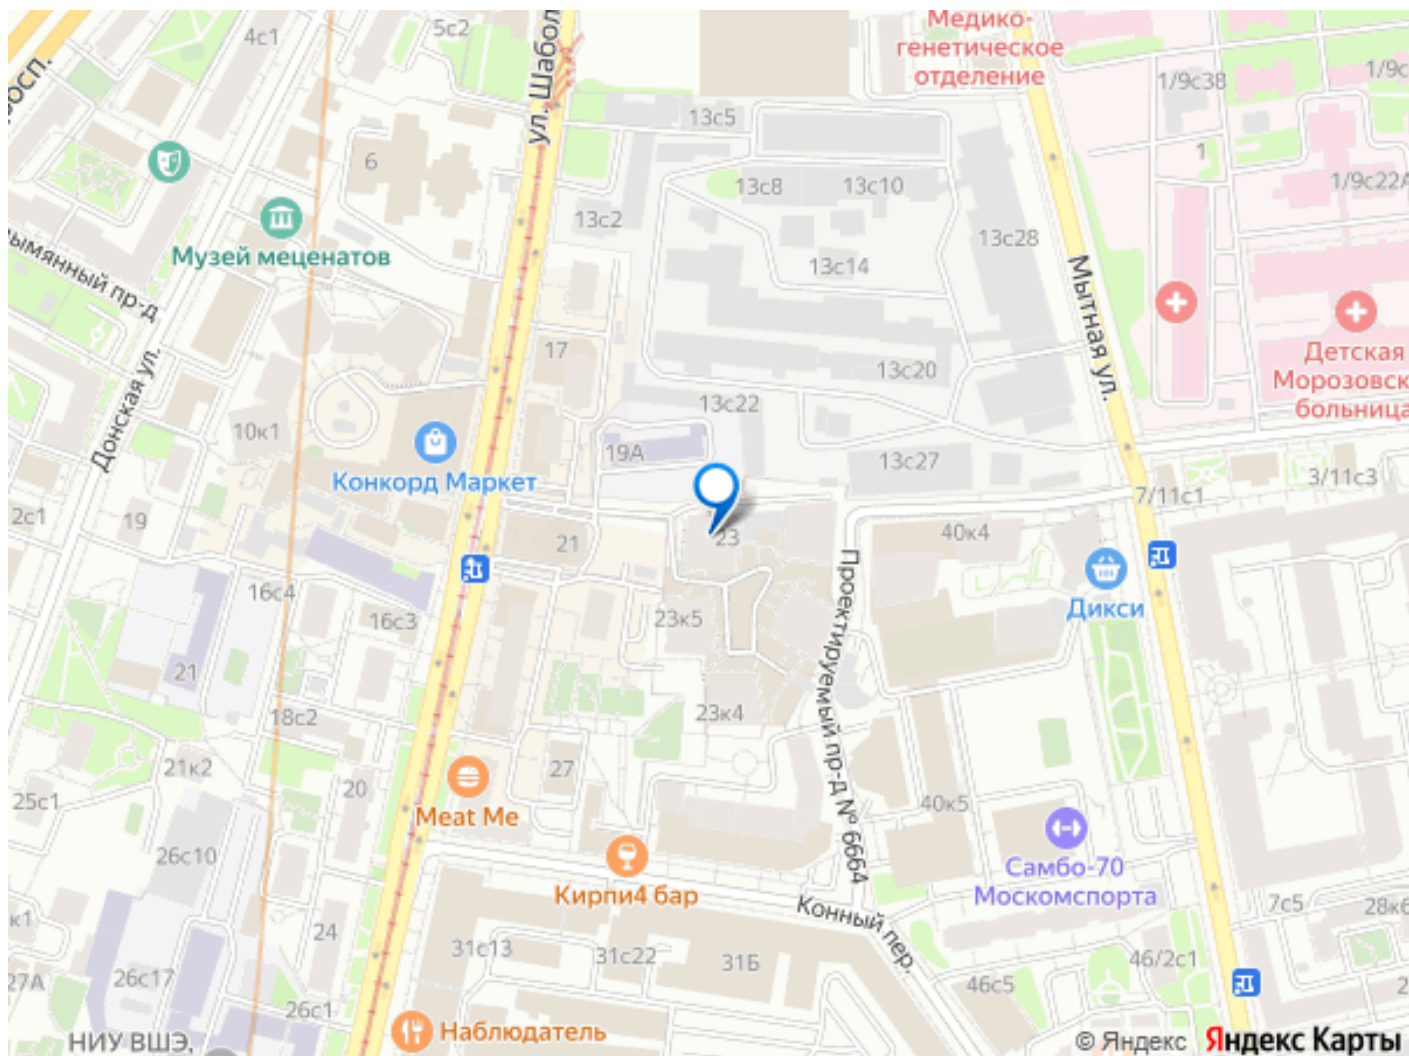 4с1
5с2
ул. Шабол
Медико-
генетическое
отделение
1/9с38
1/9с
осп.
13с5
6
1
13с8
13с10
1/9с22А
13с2
13с28
Музей меценатов
13с14
ымянный пр-д
Мытная ул.
17
Детская
Морозовск
больница
13с20
Донская ул.
13с22
10к1
19А
13с27
Конкорд Маркет
3/11с3
7/11с1
2с1
19
21
23
40к4
16с4
Дикси
16с3
23к5
Проектируемый пр-д № 6664
21
18с2
23к4
21к2
27
20
25с1
Meat Me
40к5
26с10
Самбо-70
Москомспорта
Кирпи4 бар
Конный пер.
7с5
28к6
к1
24
31с13
31с22
31Б
46/2с1
27А
26с17
46с5
2
26с1
НИУ ВШЭ,
Наблюдатель
© Яндекс Яндекс Карты